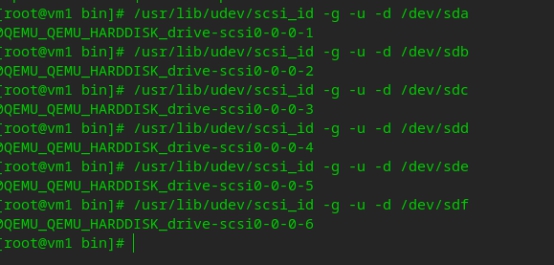 [root@vm1 bin]# /usr/lib/udev/scsi_id -g -u -d /dev/sda
0QEMU_QEMU_HARDDISK_drive-scsi0-0-0-1
[root@vm1 bin]# /usr/lib/udev/scsi_id -g -u -d /dev/sdb
0QEMU_QEMU_HARDDISK_drive-scsi0-0-0-2
[root@vm1 bin]# /usr/lib/udev/scsi_id -g -u -d /dev/sdc
0QEMU_QEMU_HARDDISK_drive-scsi0-0-0-3
[root@vm1 bin]# /usr/lib/udev/scsi_id -g -u -d /dev/sdd
0QEMU_QEMU_HARDDISK_drive-scsi0-0-0-4
[root@vm1 bin]# /usr/lib/udev/scsi_id -g -u -d /dev/sde
0QEMU_QEMU_HARDDISK_drive-scsi0-0-0-5
[root@vm1 bin]# /usr/lib/udev/scsi_id -g -u -d /dev/sdf
0QEMU_QEMU_HARDDISK_drive-scsi0-0-0-6
[root@vm1 bin]#